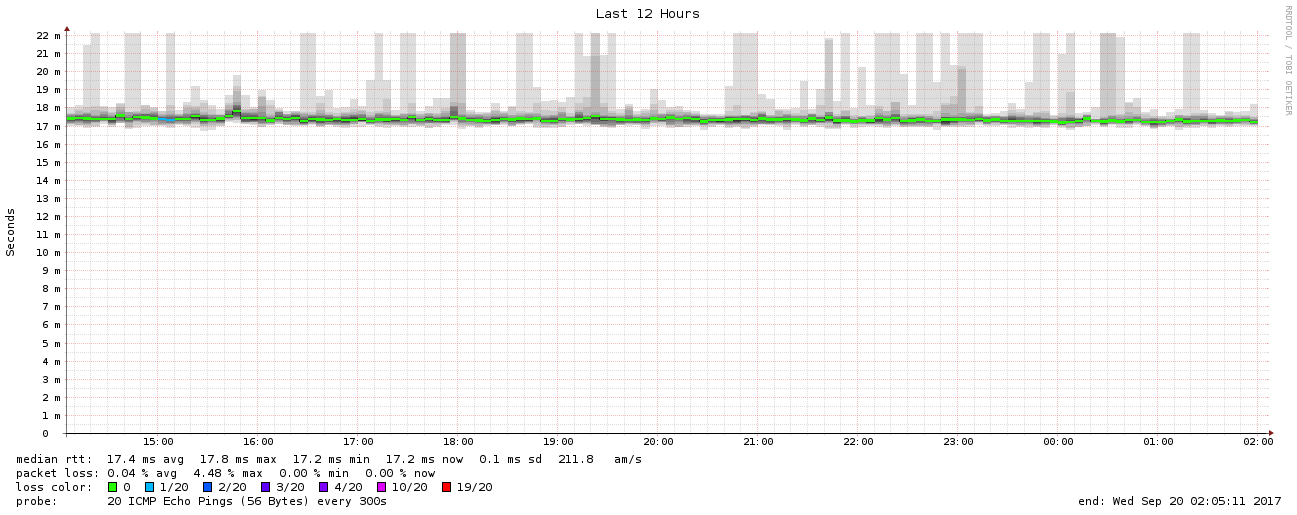 Last 12 Hours
RRDTOOL / TOBI OETIKER
22 m
21 m
20 m
19 m
18 m
17 m
16 m
15 m
14 m
13 m
12 m
11 m
10 m
9 m
8 m
7 m
6 m
5 m
4 m
3 m
2 m
1 m
0
Seconds
15:00 16:00 17:00 18:00 19:00 20:00 21:00 22:00 23:00 00:00 01:00 02:00
median rtt: 17.4 ms avg 17.8 ms max 17.2 ms min 17.2 ms now 0.1 ms sd 211.8 am/s
packet loss: 0.04 % avg 4.48 % max 0.00 % min 0.00 % now
loss color: 0 1/20 2/20 3/20 4/20 10/20 19/20
probe: 20 ICMP Echo Pings (56 Bytes) every 300s end: Wed Sep 20 02:05:11 2017